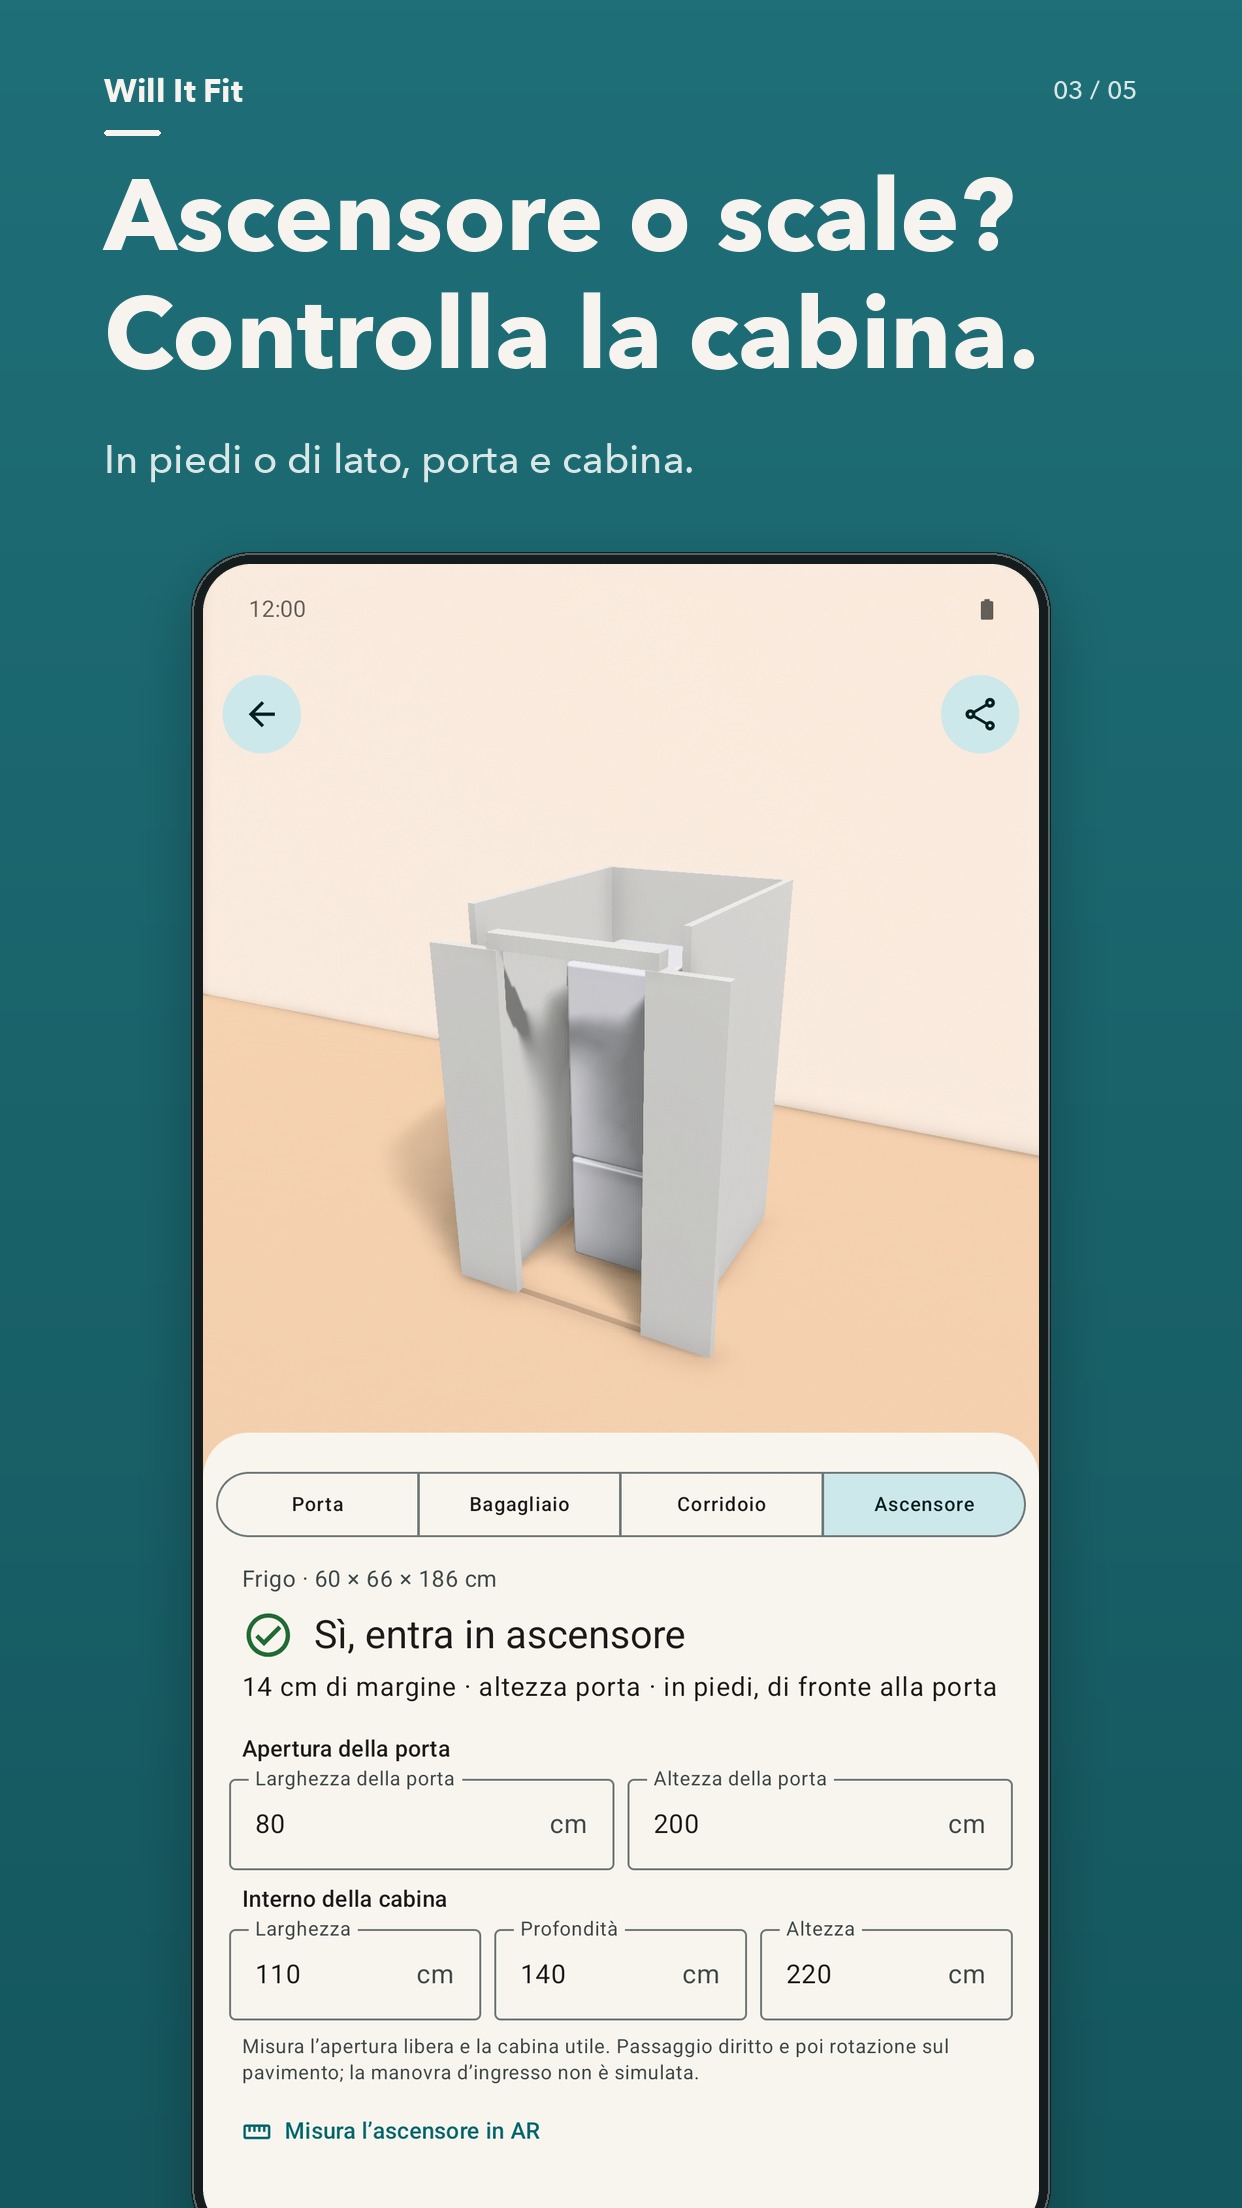 Will It Fit
03 / 05
Ascensore o scale?
Controlla la cabina.
In piedi o di lato, porta e cabina.
12:00
Porta
Bagagliaio
Corridoio
Ascensore
Frigo · 60 × 66 × 186 cm
Sì, entra in ascensore
14 cm di margine · altezza porta · in piedi, di fronte alla porta
Apertura della porta
Larghezza della porta
80 cm
Altezza della porta
200 cm
Interno della cabina
Larghezza
110 cm
Profondità
140 cm
Altezza
220 cm
Misura l’apertura libera e la cabina utile. Passaggio diritto e poi rotazione sul
pavimento; la manovra d’ingresso non è simulata.
Misura l’ascensore in AR